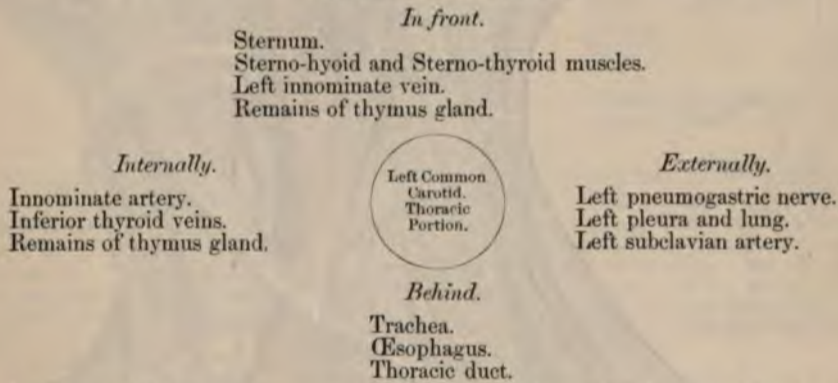 In front.
Sternum.
Sterno-hyoid and Sterno-thyroid muscles.
Left innominate vein.
Remains of thymus gland.
Internally.
Innominate artery.
Inferior thyroid veins.
Remains of thymus gland.
Left Common
Carotid.
Thoracic
Portion.
Externally.
Left pneumogastric nerve.
Left pleura and lung.
Left subclavian artery.
Behind.
Trachea.
Œsophagus.
Thoracic duct.